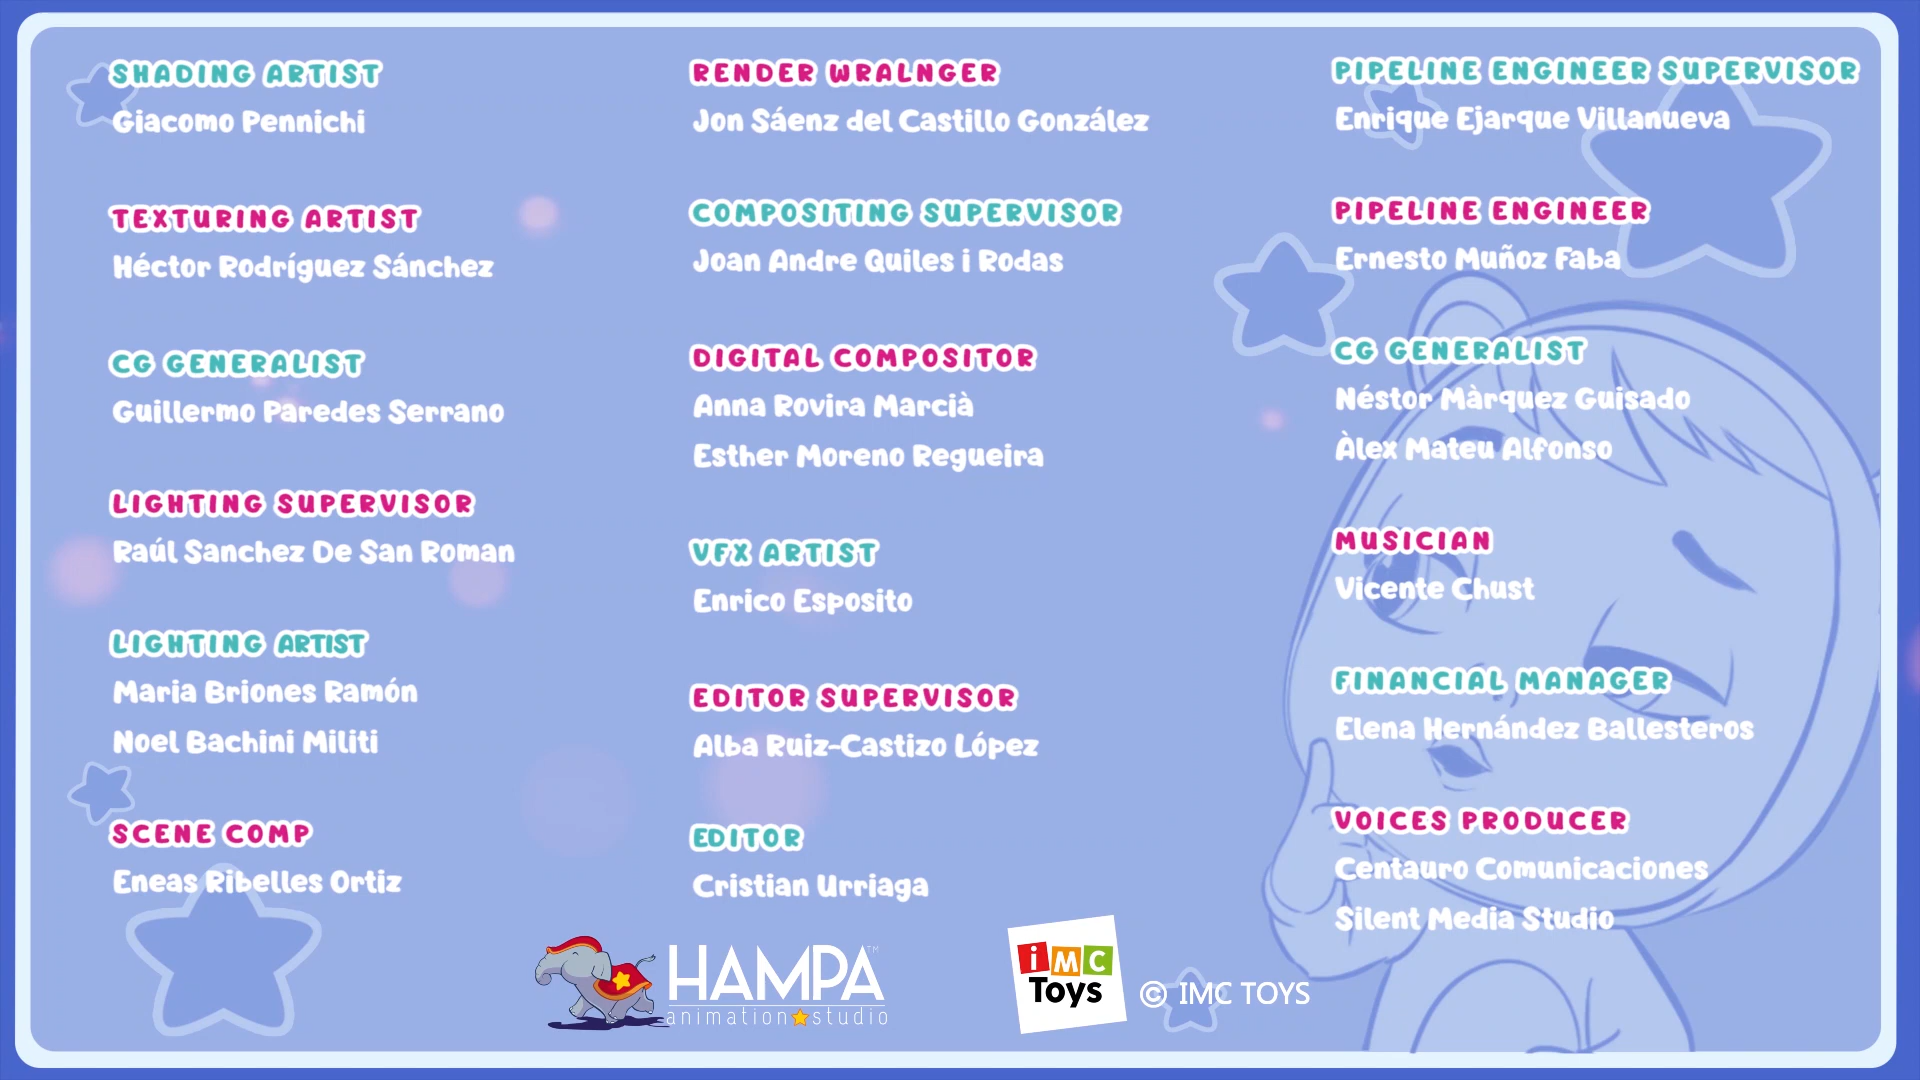 SHADING ARTIST
Giacomo Pennichi
TEXTURING ARTIST
Héctor Rodríguez Sánchez
CG GENERALIST
Guillermo Paredes Serrano
LIGHTING SUPERVISOR
Raúl Sanchez De San Roman
LIGHTING ARTIST
Maria Briones Ramón
Noel Bachini Militi
SCENE COMP
Eneas Ribelles Ortiz
RENDER WRALNGER
Jon Sáenz del Castillo González
COMPOSITING SUPERVISOR
Joan Andre Quiles i Rodas
DIGITAL COMPOSITOR
Anna Rovira Marcià
Esther Moreno Regueira
VFX ARTIST
Enrico Esposito
EDITOR SUPERVISOR
Alba Ruiz-Castizo López
EDITOR
Cristian Urriaga
PIPELINE ENGINEER SUPERVISOR
Enrique Ejarque Villanueva
PIPELINE ENGINEER
Ernesto Muñoz Faba
CG GENERALIST
Néstor Màrquez Guisado
Àlex Mateu Alfonso
MUSICIAN
Vicente Chust
FINANCIAL MANAGER
Elena Hernández Ballesteros
VOICES PRODUCER
Centauro Comunicaciones
Silent Media Studio
HAMPA™
animation studio
iMC
Toys
© IMC TOYS